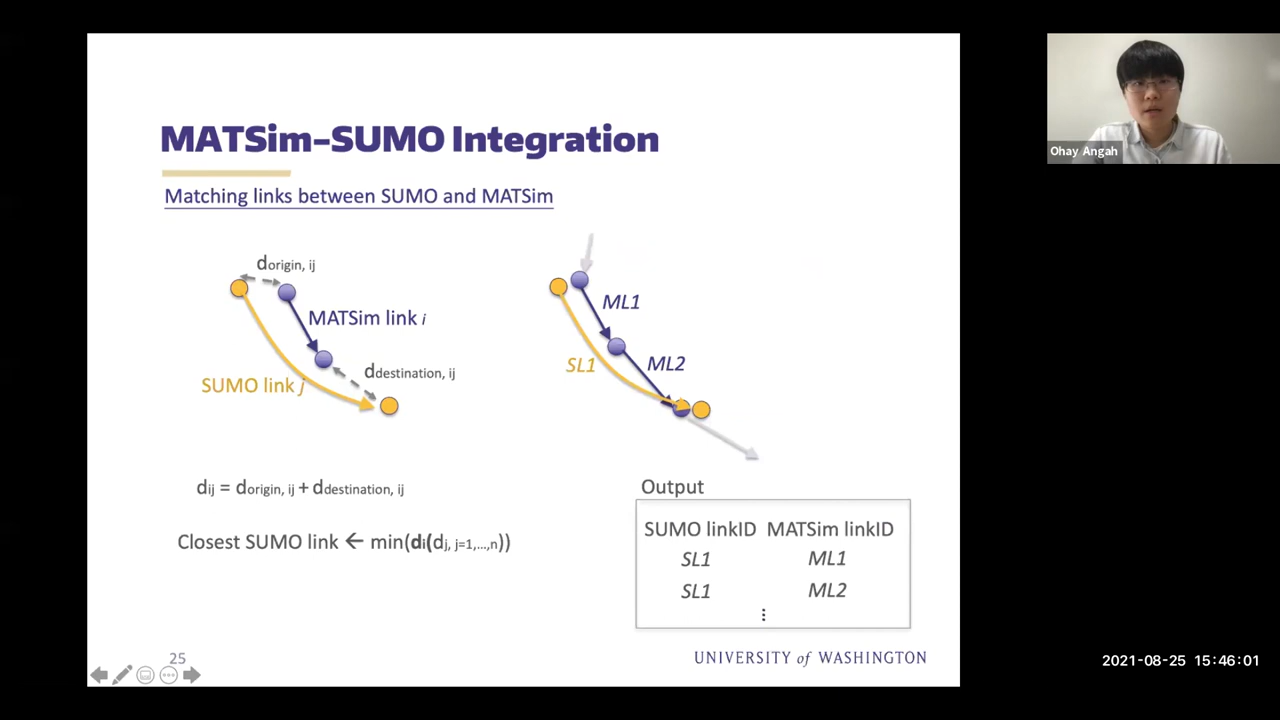 MATSim-SUMO Integration
Matching links between SUMO and MATSim
dorigin, ij
MATSim link i
ddestination, ij
SUMO link j
ML1
ML2
SL1
dij = dorigin, ij + ddestination, ij
Closest SUMO link ← min(di(dj, j=1,...,n))
Output
SUMO linkID MATSim linkID
SL1 ML1
SL1 ML2
⋮
25
UNIVERSITY of WASHINGTON
Ohay Angah
2021-08-25 15:46:01